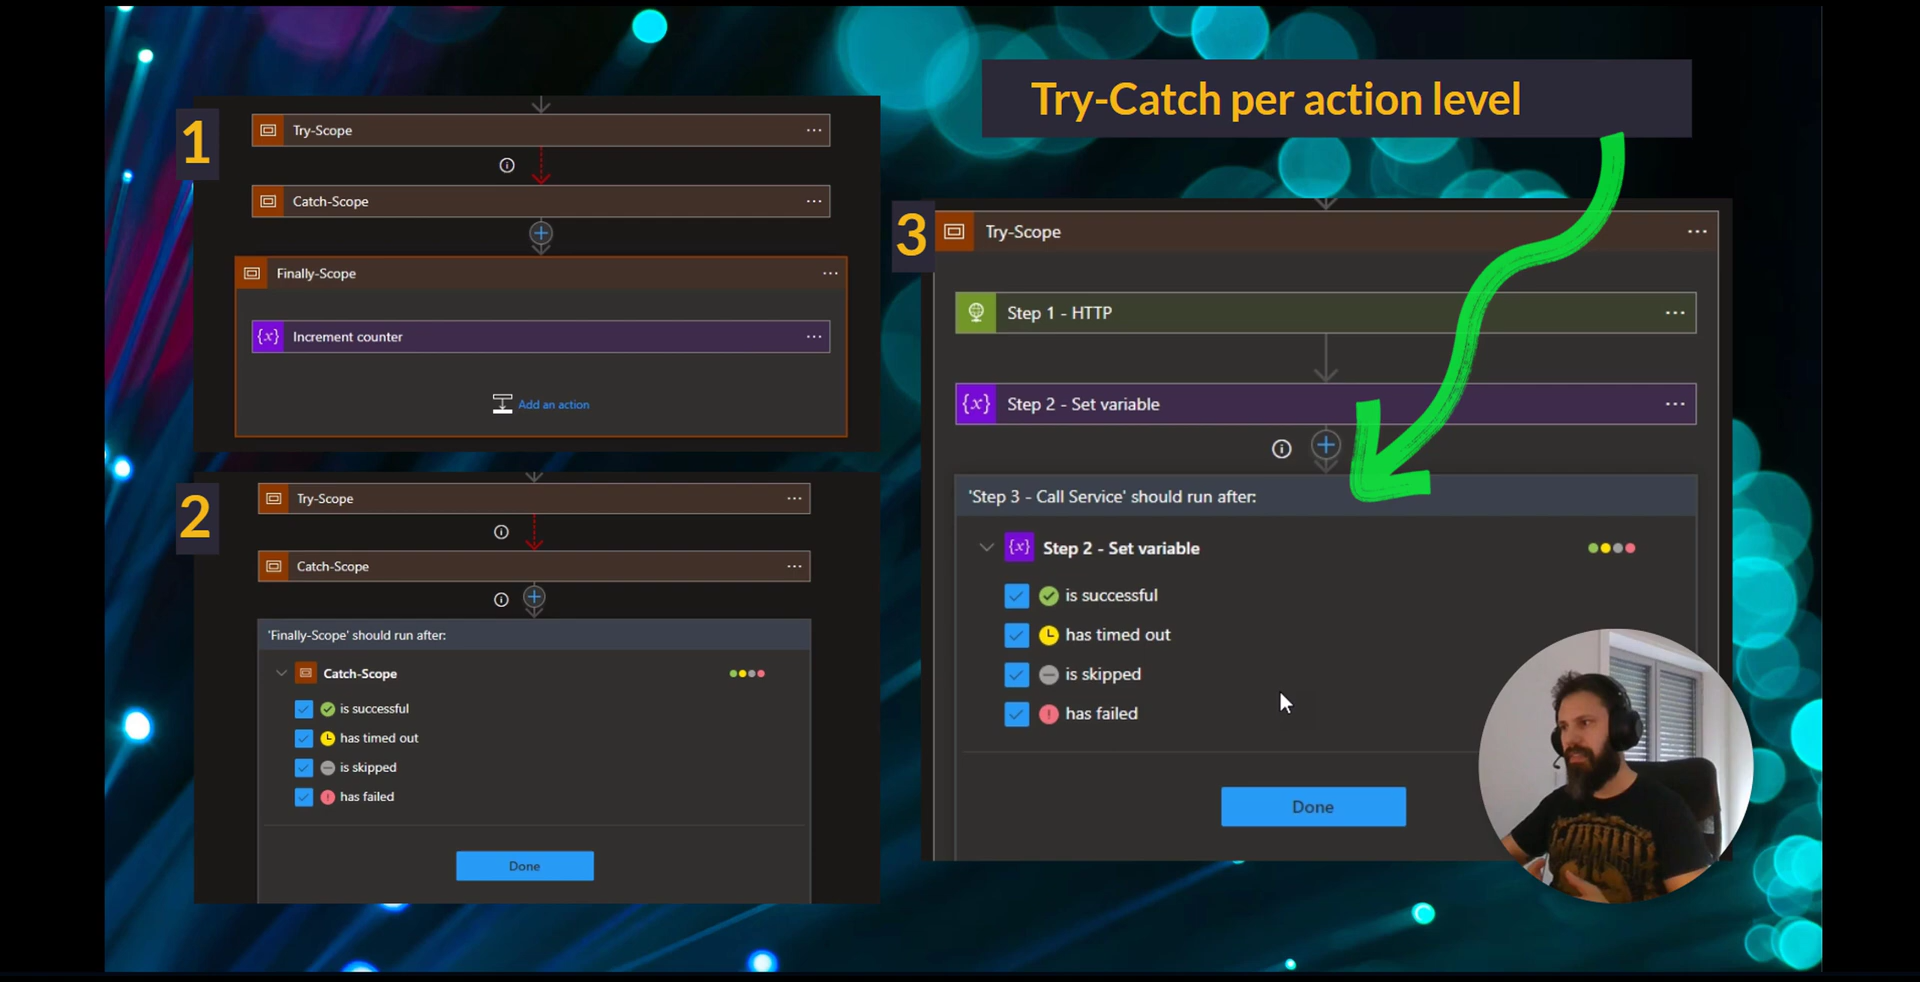 Try-Catch per action level
1
Try-Scope
Catch-Scope
Finally-Scope
{x} Increment counter
Add an action
2
Try-Scope
Catch-Scope
'Finally-Scope' should run after:
Catch-Scope
is successful
has timed out
is skipped
has failed
Done
3
Try-Scope
Step 1 - HTTP
{x} Step 2 - Set variable
'Step 3 - Call Service' should run after:
{x} Step 2 - Set variable
is successful
has timed out
is skipped
has failed
Done